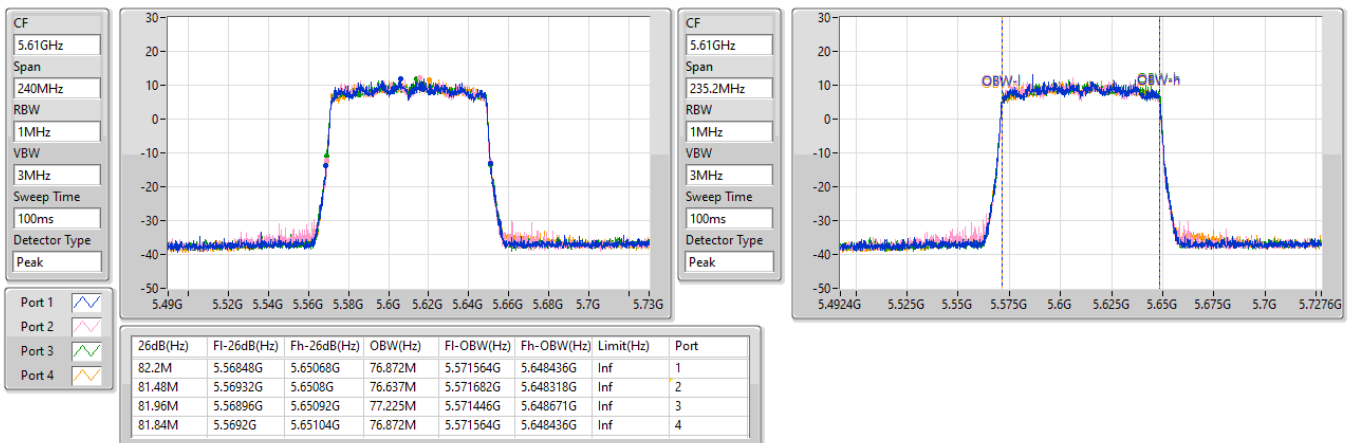 CF
5.61GHz
Span
240MHz
RBW
1MHz
VBW
3MHz
Sweep Time
100ms
Detector Type
Peak
30
20
10
0
-10
-20
-30
-40
-50
5.49G 5.52G 5.54G 5.56G 5.58G 5.6G 5.62G 5.64G 5.66G 5.68G 5.7G 5.73G
CF
5.61GHz
Span
235.2MHz
RBW
1MHz
VBW
3MHz
Sweep Time
100ms
Detector Type
Peak
30
20
10
0
-10
-20
-30
-40
-50
OBW-l OBW-h
5.4924G 5.525G 5.55G 5.575G 5.6G 5.625G 5.65G 5.675G 5.7G 5.7276G
Port 1
Port 2
Port 3
Port 4
26dB(Hz) Fl-26dB(Hz) Fh-26dB(Hz) OBW(Hz) Fl-OBW(Hz) Fh-OBW(Hz) Limit(Hz) Port
82.2M 5.56848G 5.65068G 76.872M 5.571564G 5.648436G Inf 1
81.48M 5.56932G 5.6508G 76.637M 5.571682G 5.648318G Inf 2
81.96M 5.56896G 5.65092G 77.225M 5.571446G 5.648671G Inf 3
81.84M 5.5692G 5.65104G 76.872M 5.571564G 5.648436G Inf 4